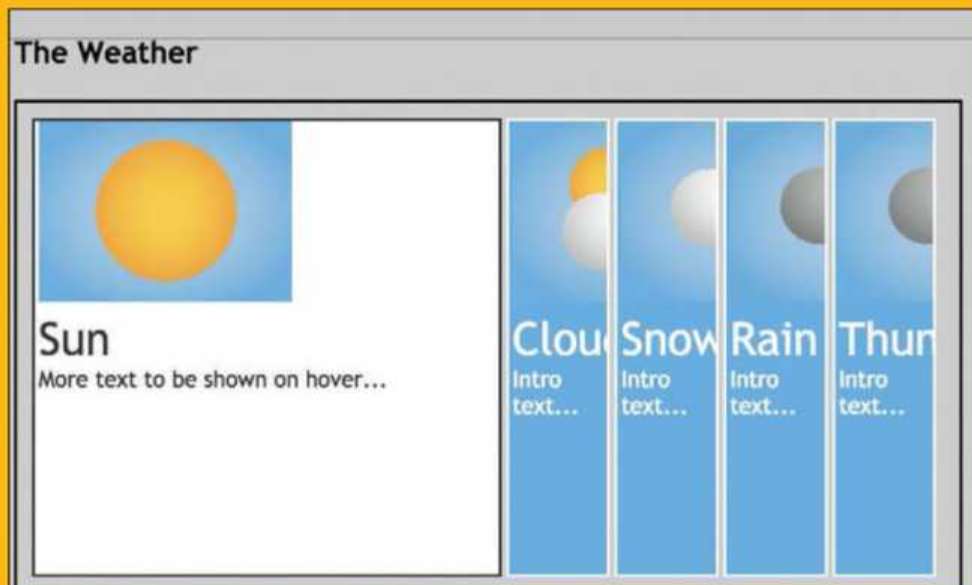 The Weather
Sun
More text to be shown on hover...
Clou
Intro
text...
Snow
Intro
text...
Rain
Intro
text...
Thun
Intro
text...